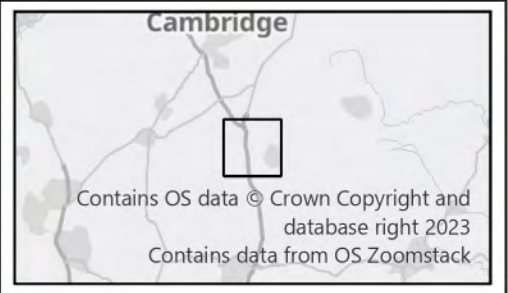 Cambridge
Contains OS data © Crown Copyright and
database right 2023
Contains data from OS Zoomstack